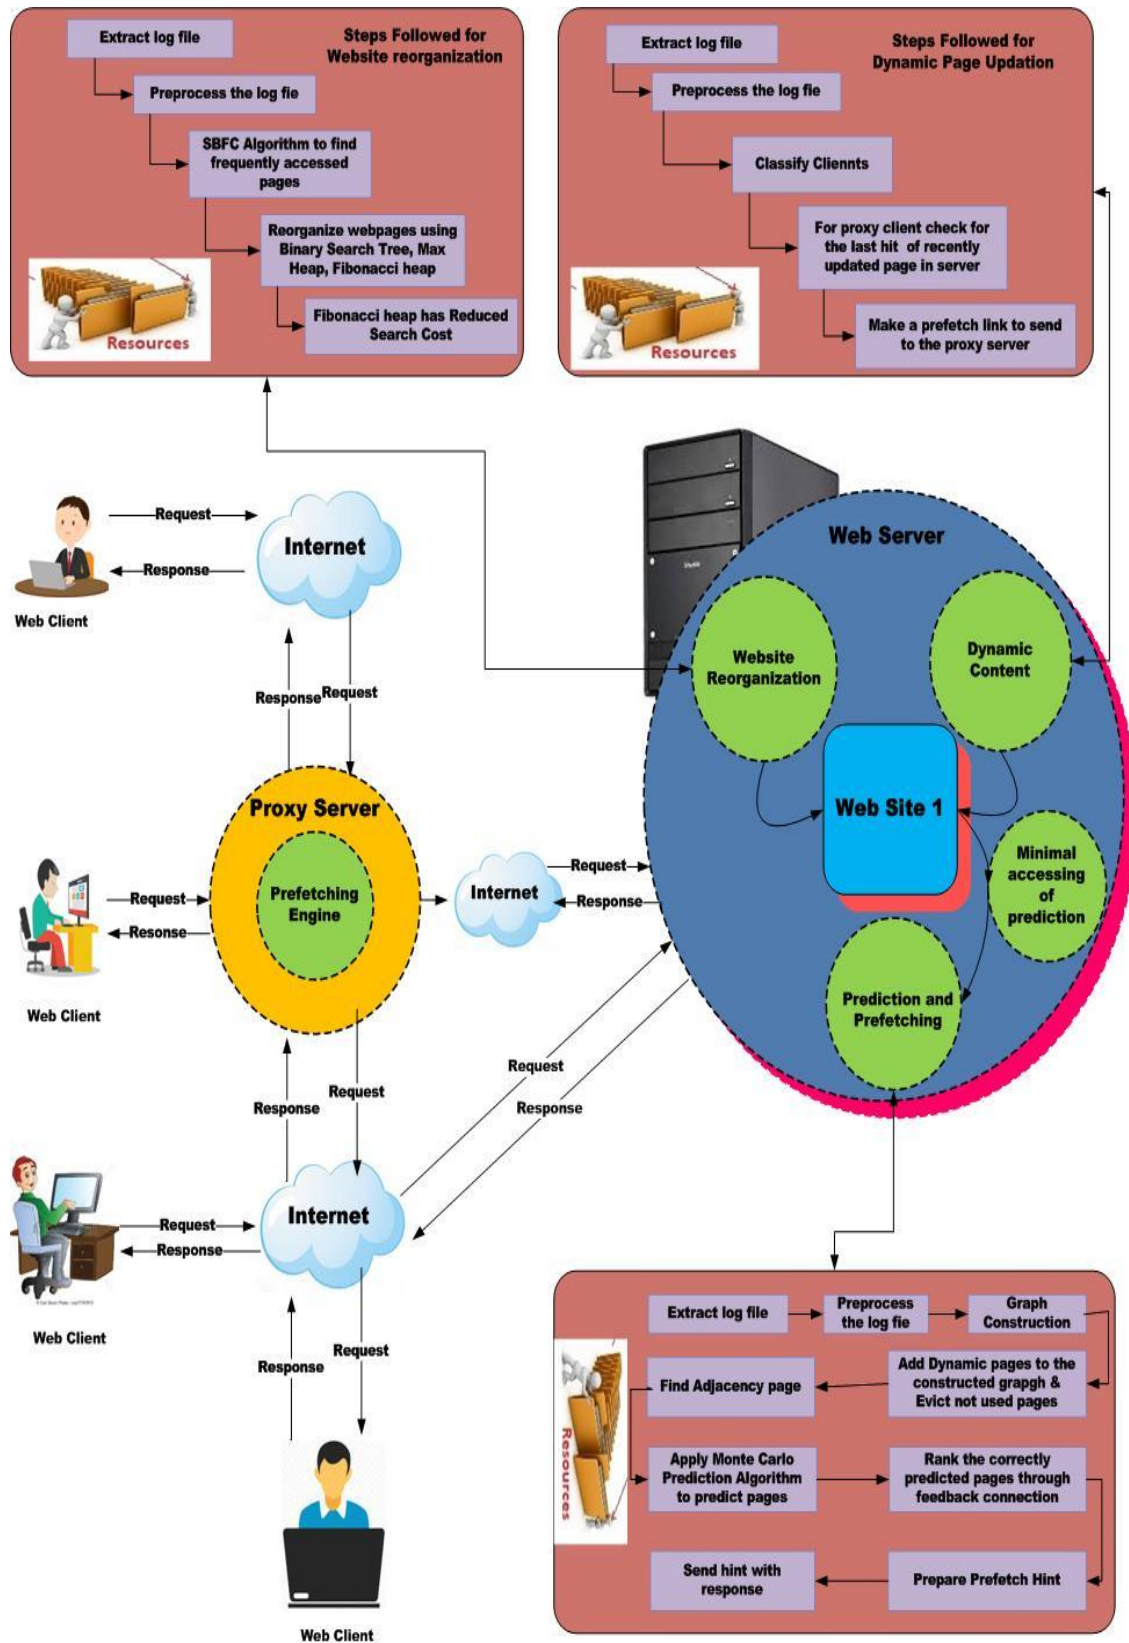 Steps Followed for
Website reorganization
Extract log file
Preprocess the log fie
SBFC Algorithm to find
frequently accessed
pages
Reorganize webpages using
Binary Search Tree, Max
Heap, Fibonacci heap
Fibonacci heap has Reduced
Search Cost
Resources
Steps Followed for
Dynamic Page Updation
Extract log file
Preprocess the log fie
Classify Cliennts
For proxy client check for
the last hit of recently
updated page in server
Make a prefetch link to send
to the proxy server
Resources
Request
Response
Web Client
Internet
Response
Request
Web Server
Website
Reorganization
Dynamic
Content
Web Site 1
Minimal
accessing
of
prediction
Prediction and
Prefetching
Proxy Server
Prefetching
Engine
Request
Resonse
Web Client
Internet
Request
Response
Request
Response
Request
Response
Internet
Request
Response
Web Client
Request
Response
Web Client
Extract log file
Preprocess
the log fie
Graph
Construction
Add Dynamic pages to the
constructed grapgh &
Evict not used pages
Find Adjacency page
Apply Monte Carlo
Prediction Algorithm
to predict pages
Rank the correctly
predicted pages through
feedback connection
Prepare Prefetch Hint
Send hint with
response
Resources